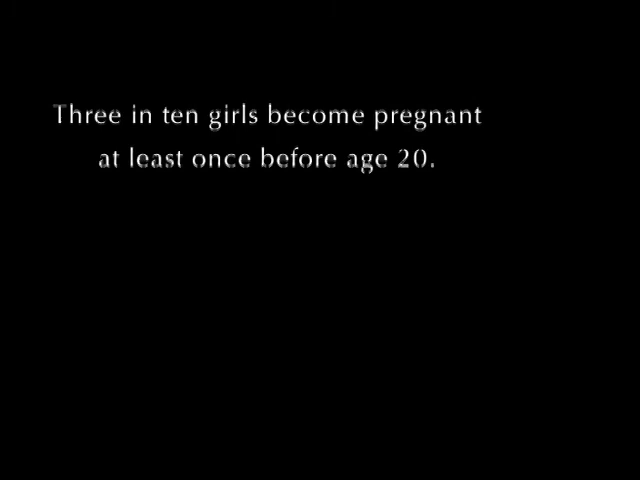 Three in ten girls become pregnant
at least once before age 20.